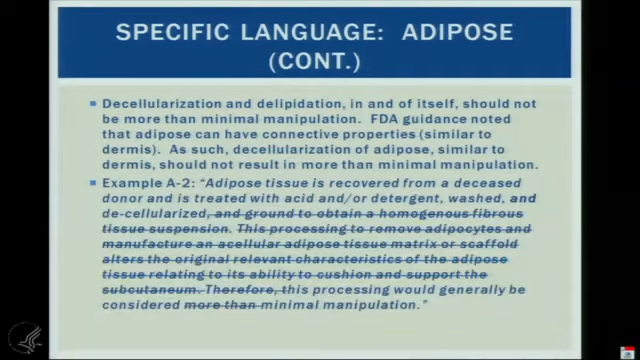 SPECIFIC LANGUAGE: ADIPOSE
(CONT.)
Decellularization and delipidation, in and of itself, should not
be more than minimal manipulation. FDA guidance noted
that adipose can have connective properties (similar to
dermis). As such, decellularization of adipose, similar to
dermis, should not result in more than minimal manipulation.
Example A-2: "Adipose tissue is recovered from a deceased
donor and is treated with acid and/or detergent, washed, and
de-cellularized, and ground to obtain a homogenous fibrous
tissue suspension. This processing to remove adipocytes and
manufacture an acellular adipose tissue matrix or scaffold
alters the original relevant characteristics of the adipose
tissue relating to its ability to cushion and support the
subcutaneum. Therefore, this processing would generally be
considered more than minimal manipulation."